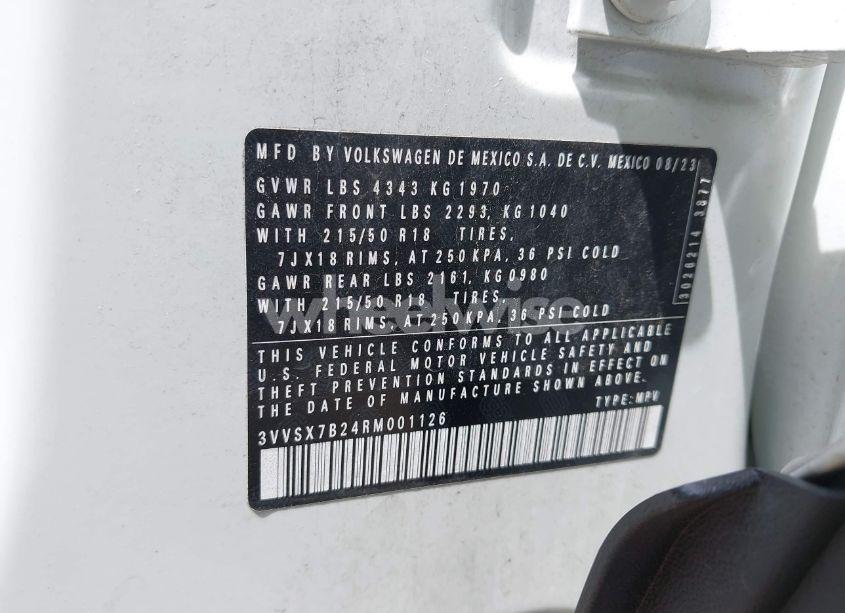 MFD BY VOLKSWAGEN DE MEXICO S.A. DE C.V. MEXICO 08/23
GVWR LBS 4343 KG 1970
GAWR FRONT LBS 2293, KG 1040
WITH 215/50 R18 TIRES,
7JX18 RIMS, AT 250 KPA, 36 PSI COLD
GAWR REAR LBS 2161, KG 0980
WITH 215/50 R18 TIRES,
7JX18 RIMS, AT 250 KPA, 36 PSI COLD
THIS VEHICLE CONFORMS TO ALL APPLICABLE
U.S. FEDERAL MOTOR VEHICLE SAFETY AND
THEFT PREVENTION STANDARDS IN EFFECT ON
THE DATE OF MANUFACTURE SHOWN ABOVE.
TYPE: MPV
3VVSX7B24RM001126
3026214 3877
wheelwise